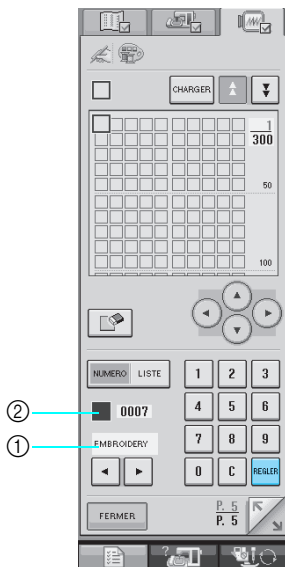 CHARGER
1
300
50
100
NUMERO LISTE
1 2 3
② 0007
4 5 6
① EMBROIDERY
7 8 9
0 C REGLER
FERMER
P. 5
P. 5
?